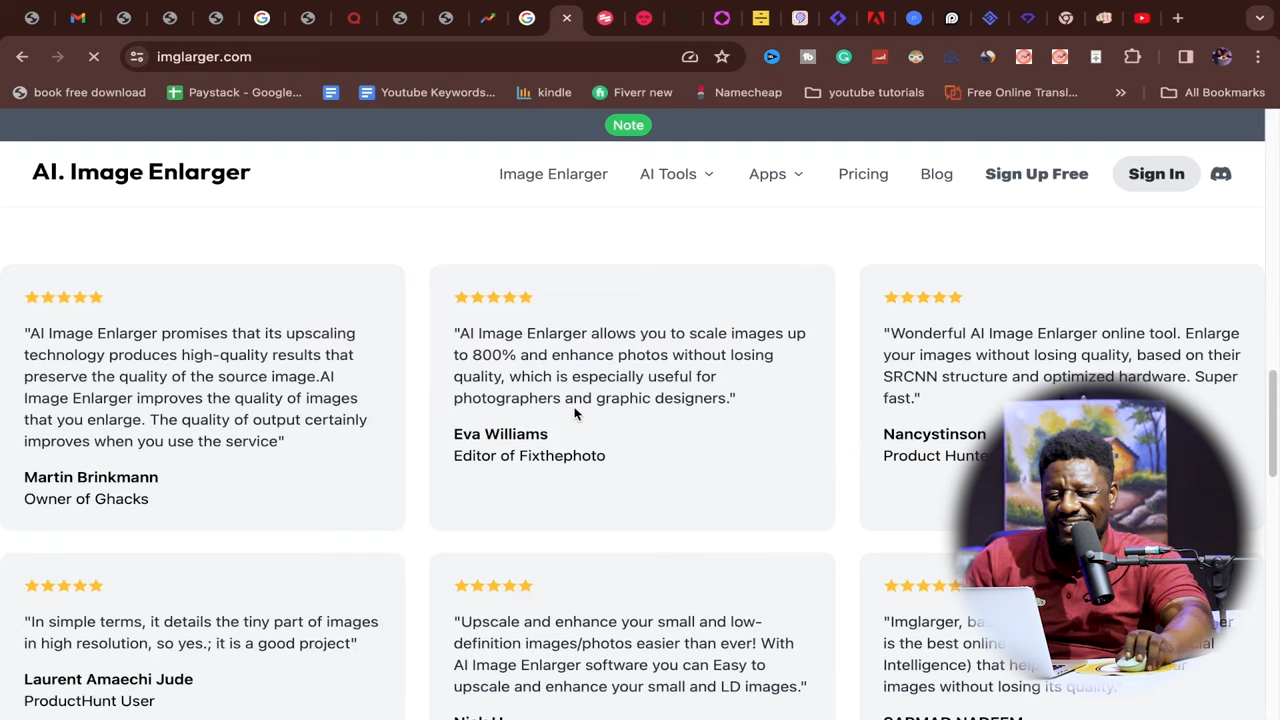 imglarger.com
book free download
Paystack - Google...
Youtube Keywords...
kindle
Fiverr new
Namecheap
youtube tutorials
Free Online Transl...
All Bookmarks
Note
AI. Image Enlarger
Image Enlarger
AI Tools
Apps
Pricing
Blog
Sign Up Free
Sign In
"AI Image Enlarger promises that its upscaling
technology produces high-quality results that
preserve the quality of the source image.AI
Image Enlarger improves the quality of images
that you enlarge. The quality of output certainly
improves when you use the service"
Martin Brinkmann
Owner of Ghacks
"AI Image Enlarger allows you to scale images up
to 800% and enhance photos without losing
quality, which is especially useful for
photographers and graphic designers."
Eva Williams
Editor of Fixthephoto
"Wonderful AI Image Enlarger online tool. Enlarge
your images without losing quality, based on their
SRCNN structure and optimized hardware. Super
fast."
Nancystinson
Product Hunte
"In simple terms, it details the tiny part of images
in high resolution, so yes.; it is a good project"
Laurent Amaechi Jude
ProductHunt User
"Upscale and enhance your small and low-
definition images/photos easier than ever! With
AI Image Enlarger software you can Easy to
upscale and enhance your small and LD images."
"Imglarger,
is the best online
Intelligence) that
images without losing its quality."